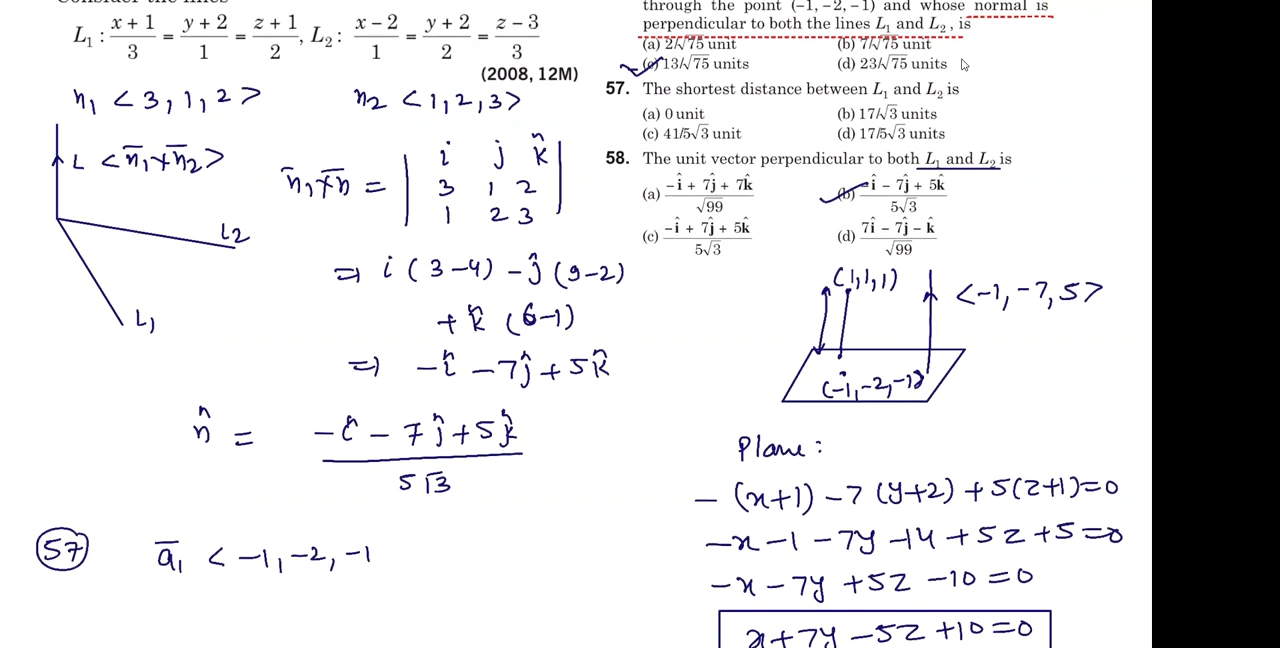 L₁ : (x + 1)/3 = (y + 2)/1 = (z + 1)/2, L₂ : (x − 2)/1 = (y + 2)/2 = (z − 3)/3
(2008, 12M)
n₁ < 3, 1, 2 >
n₂ < 1, 2, 3 >
L < n̄₁ × n̄₂ >
L₂
L₁
n̄₁ × n̄ = | i j k̂ |
3 1 2
1 2 3
⇒ i (3−4) − ĵ (9−2)
+ k̂ (6−1)
⇒ −î − 7ĵ + 5k̂
n̂ = (−î − 7ĵ + 5k̂)/(5√3)
(57) ā₁ < −1, −2, −1
through the point (−1, −2, −1) and whose normal is
perpendicular to both the lines L₁ and L₂, is
(a) 2/√75 unit (b) 7/√75 unit
(c) 13/√75 units (d) 23/√75 units
57. The shortest distance between L₁ and L₂ is
(a) 0 unit (b) 17/√3 units
(c) 41/5√3 unit (d) 17/5√3 units
58. The unit vector perpendicular to both L₁ and L₂ is
(a) (−î + 7ĵ + 7k̂)/√99 (b) (−î − 7ĵ + 5k̂)/5√3
(c) (−î + 7ĵ + 5k̂)/5√3 (d) (7î − 7ĵ − k̂)/√99
(1,1,1)
<−1, −7, 5>
(−1, −2, −1)
Plane :
− (x+1) − 7 (y+2) + 5(z+1) = 0
−x − 1 − 7y − 14 + 5z + 5 = 0
−x − 7y + 5z − 10 = 0
x + 7y − 5z + 10 = 0